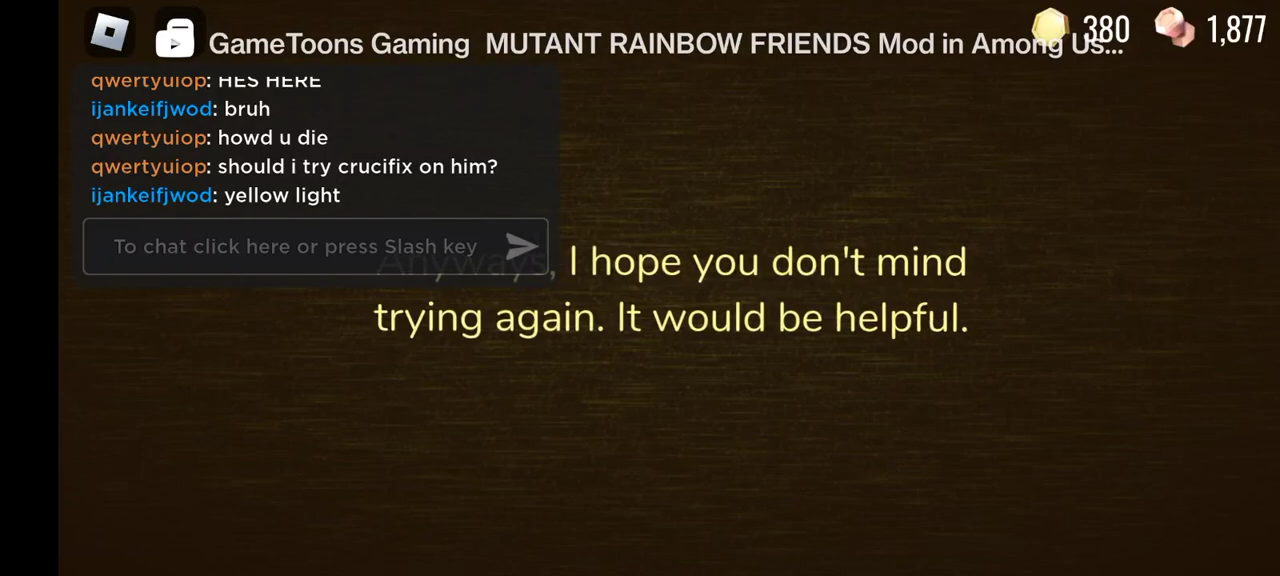 GameToons Gaming MUTANT RAINBOW FRIENDS Mod in Among Us...
380
1,877
qwertyuiop: HES HERE
ijankeifjwod: bruh
qwertyuiop: howd u die
qwertyuiop: should i try crucifix on him?
ijankeifjwod: yellow light
To chat click here or press Slash key
Anyways, I hope you don't mind
trying again. It would be helpful.